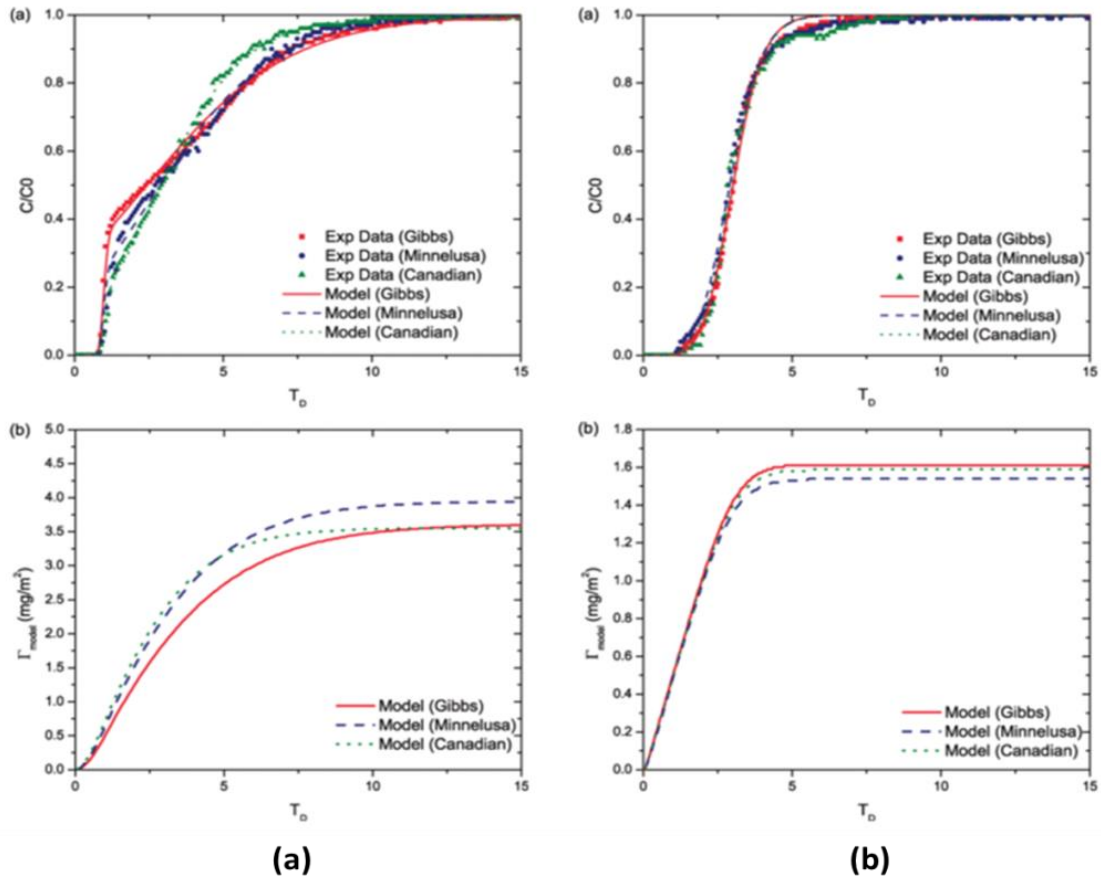 (a)
1.0
0.8
0.6
0.4
0.2
0.0
C/C0
Exp Data (Gibbs)
Exp Data (Minnelusa)
Exp Data (Canadian)
Model (Gibbs)
Model (Minnelusa)
Model (Canadian)
0 5 10 15
T_D
(a)
1.0
0.8
0.6
0.4
0.2
0.0
C/C0
Exp Data (Gibbs)
Exp Data (Minnelusa)
Exp Data (Canadian)
Model (Gibbs)
Model (Minnelusa)
Model (Canadian)
0 5 10 15
T_D
(b)
5.0
4.5
4.0
3.5
3.0
2.5
2.0
1.5
1.0
0.5
0.0
Γ_model (mg/m²)
Model (Gibbs)
Model (Minnelusa)
Model (Canadian)
0 5 10 15
T_D
(b)
1.8
1.6
1.4
1.2
1.0
0.8
0.6
0.4
0.2
0.0
Γ_model (mg/m²)
Model (Gibbs)
Model (Minnelusa)
Model (Canadian)
0 5 10 15
T_D
(a)
(b)